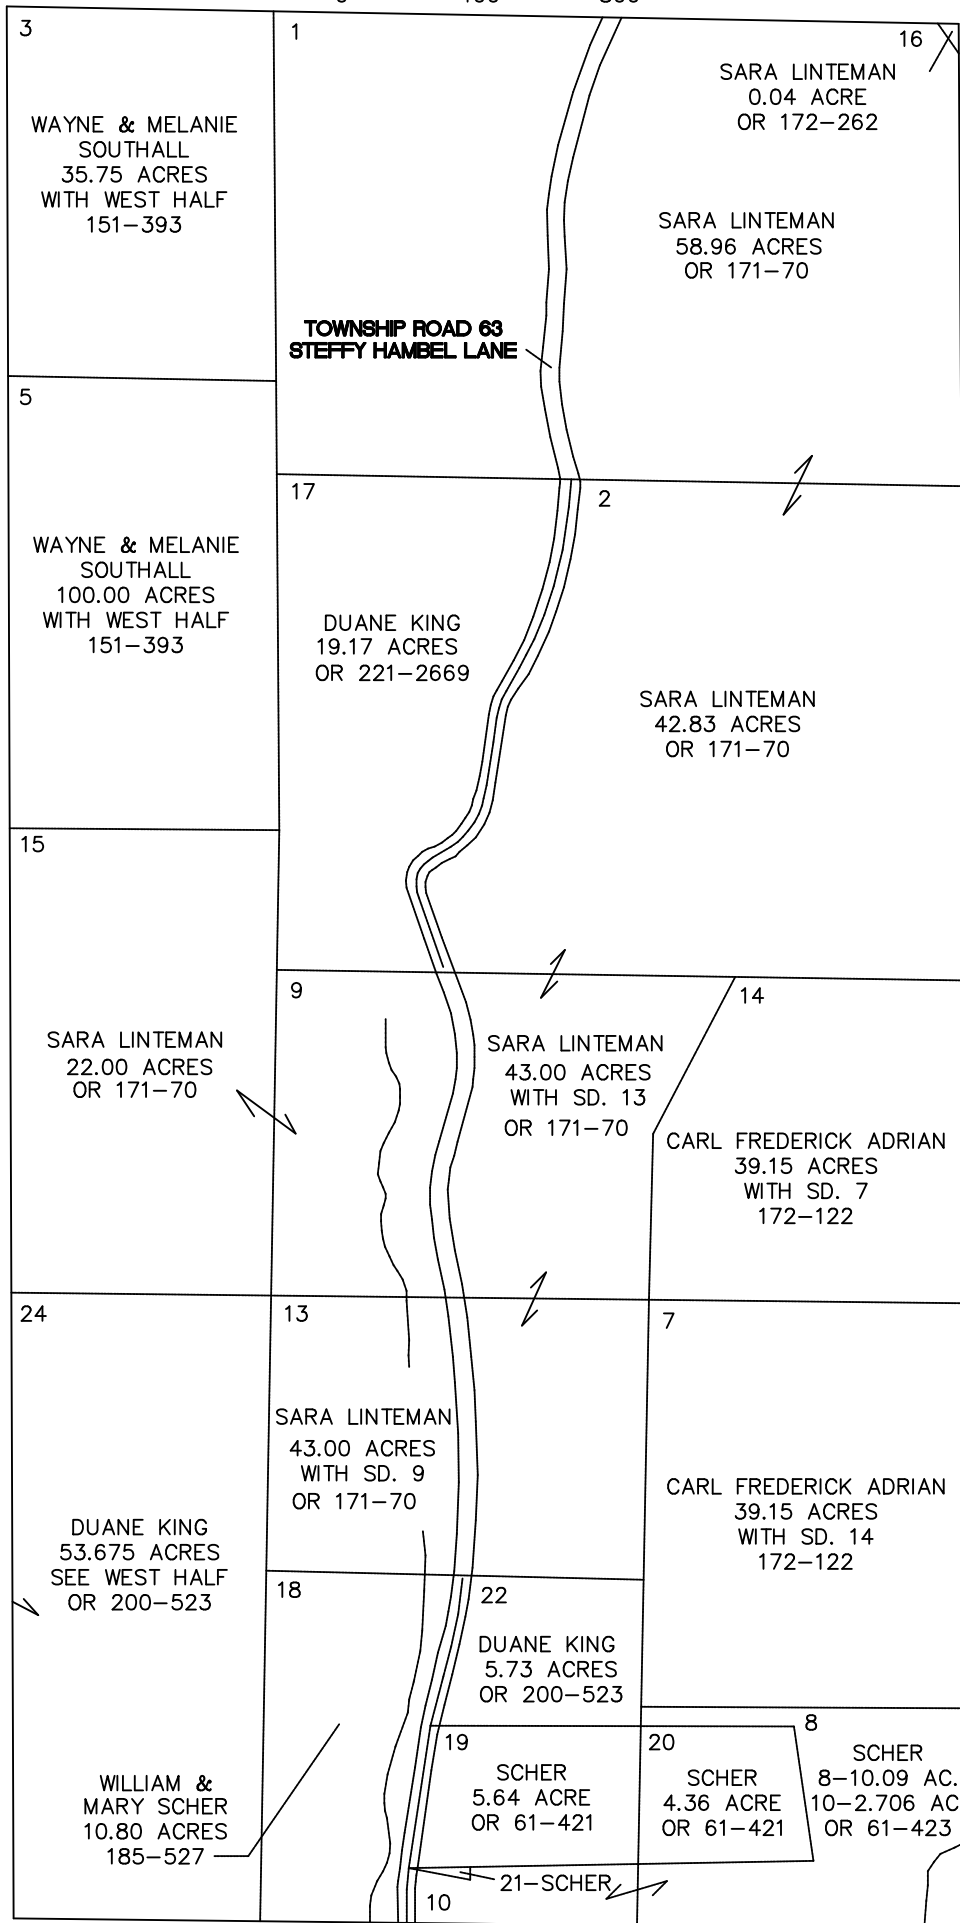 3
1
16
SARA LINTEMAN
0.04 ACRE
OR 172-262
WAYNE & MELANIE
SOUTHALL
35.75 ACRES
WITH WEST HALF
151-393
SARA LINTEMAN
58.96 ACRES
OR 171-70
TOWNSHIP ROAD 63
STEFFY HAMBEL LANE
5
17
2
WAYNE & MELANIE
SOUTHALL
100.00 ACRES
WITH WEST HALF
151-393
DUANE KING
19.17 ACRES
OR 221-2669
SARA LINTEMAN
42.83 ACRES
OR 171-70
15
9
14
SARA LINTEMAN
22.00 ACRES
OR 171-70
SARA LINTEMAN
43.00 ACRES
WITH SD. 13
OR 171-70
CARL FREDERICK ADRIAN
39.15 ACRES
WITH SD. 7
172-122
24
13
7
SARA LINTEMAN
43.00 ACRES
WITH SD. 9
OR 171-70
CARL FREDERICK ADRIAN
39.15 ACRES
WITH SD. 14
172-122
DUANE KING
53.675 ACRES
SEE WEST HALF
OR 200-523
18
22
DUANE KING
5.73 ACRES
OR 200-523
19
20
8
WILLIAM &
MARY SCHER
10.80 ACRES
185-527
SCHER
5.64 ACRE
OR 61-421
SCHER
4.36 ACRE
OR 61-421
SCHER
8-10.09 AC.
10-2.706 AC
OR 61-423
21-SCHER
10